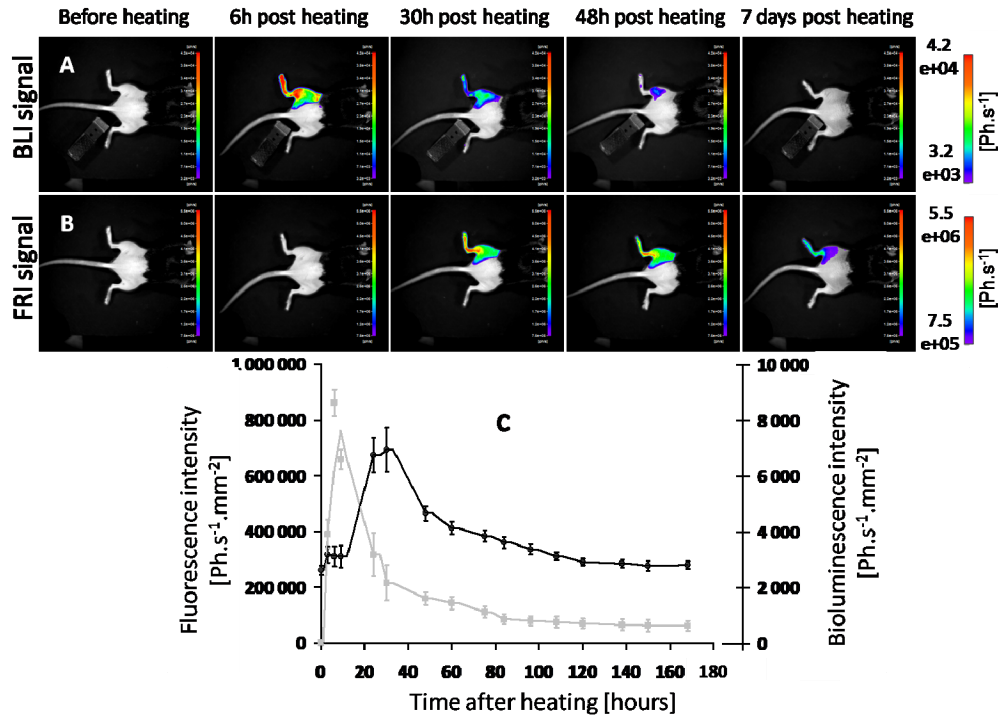 Before heating
6h post heating
30h post heating
48h post heating
7 days post heating
BLI signal
A
4.2
e+04
3.2
e+03
[Ph.s-1]
FRI signal
B
5.5
e+06
7.5
e+05
[Ph.s-1]
C
Fluorescence intensity
[Ph.s-1.mm-2]
1 000 000
800 000
600 000
400 000
200 000
0
10 000
8 000
6 000
4 000
2 000
0
Bioluminescence intensity
[Ph.s-1.mm-2]
0 20 40 60 80 100 120 140 160 180
Time after heating [hours]